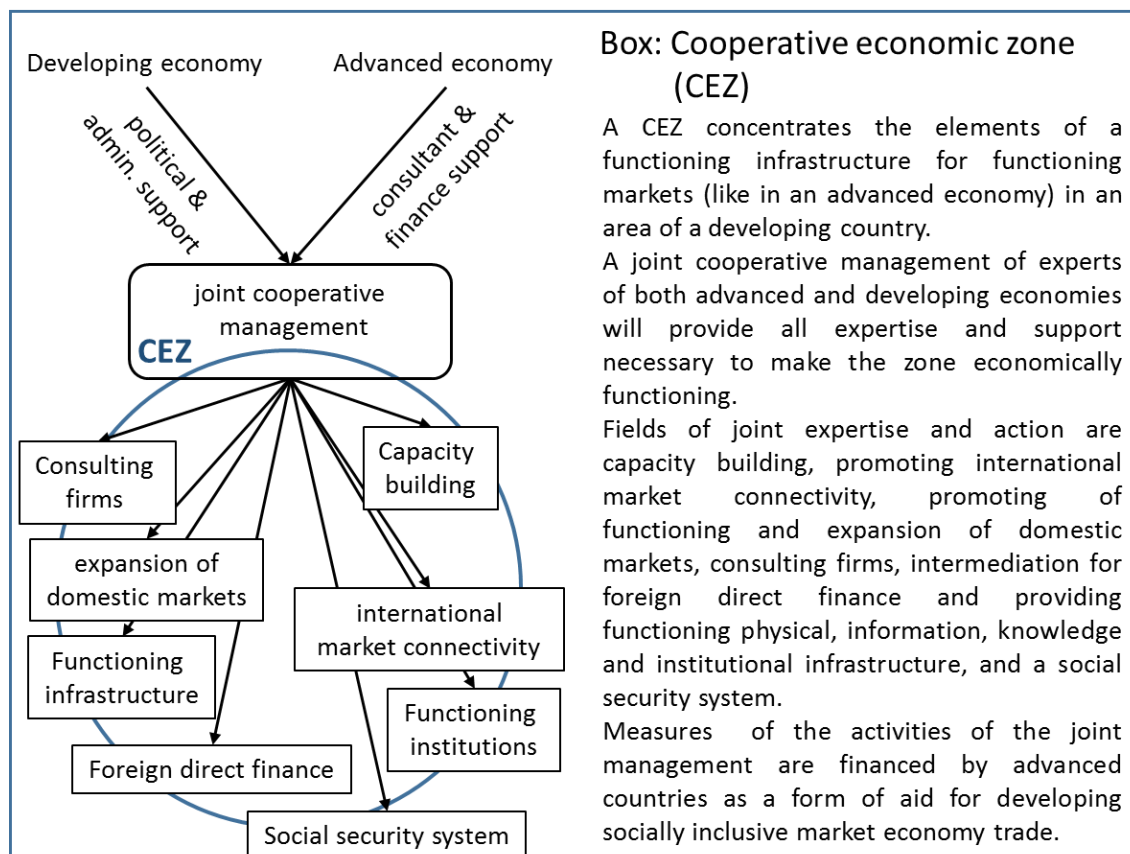 Developing economy
Advanced economy
political &
admin. support
consultant &
finance support
joint cooperative
management
CEZ
Consulting
firms
Capacity
building
expansion of
domestic markets
international
market connectivity
Functioning
infrastructure
Functioning
institutions
Foreign direct finance
Social security system
Box: Cooperative economic zone
(CEZ)
A CEZ concentrates the elements of a
functioning infrastructure for functioning
markets (like in an advanced economy) in an
area of a developing country.
A joint cooperative management of experts
of both advanced and developing economies
will provide all expertise and support
necessary to make the zone economically
functioning.
Fields of joint expertise and action are
capacity building, promoting international
market connectivity, promoting of
functioning and expansion of domestic
markets, consulting firms, intermediation for
foreign direct finance and providing
functioning physical, information, knowledge
and institutional infrastructure, and a social
security system.
Measures of the activities of the joint
management are financed by advanced
countries as a form of aid for developing
socially inclusive market economy trade.